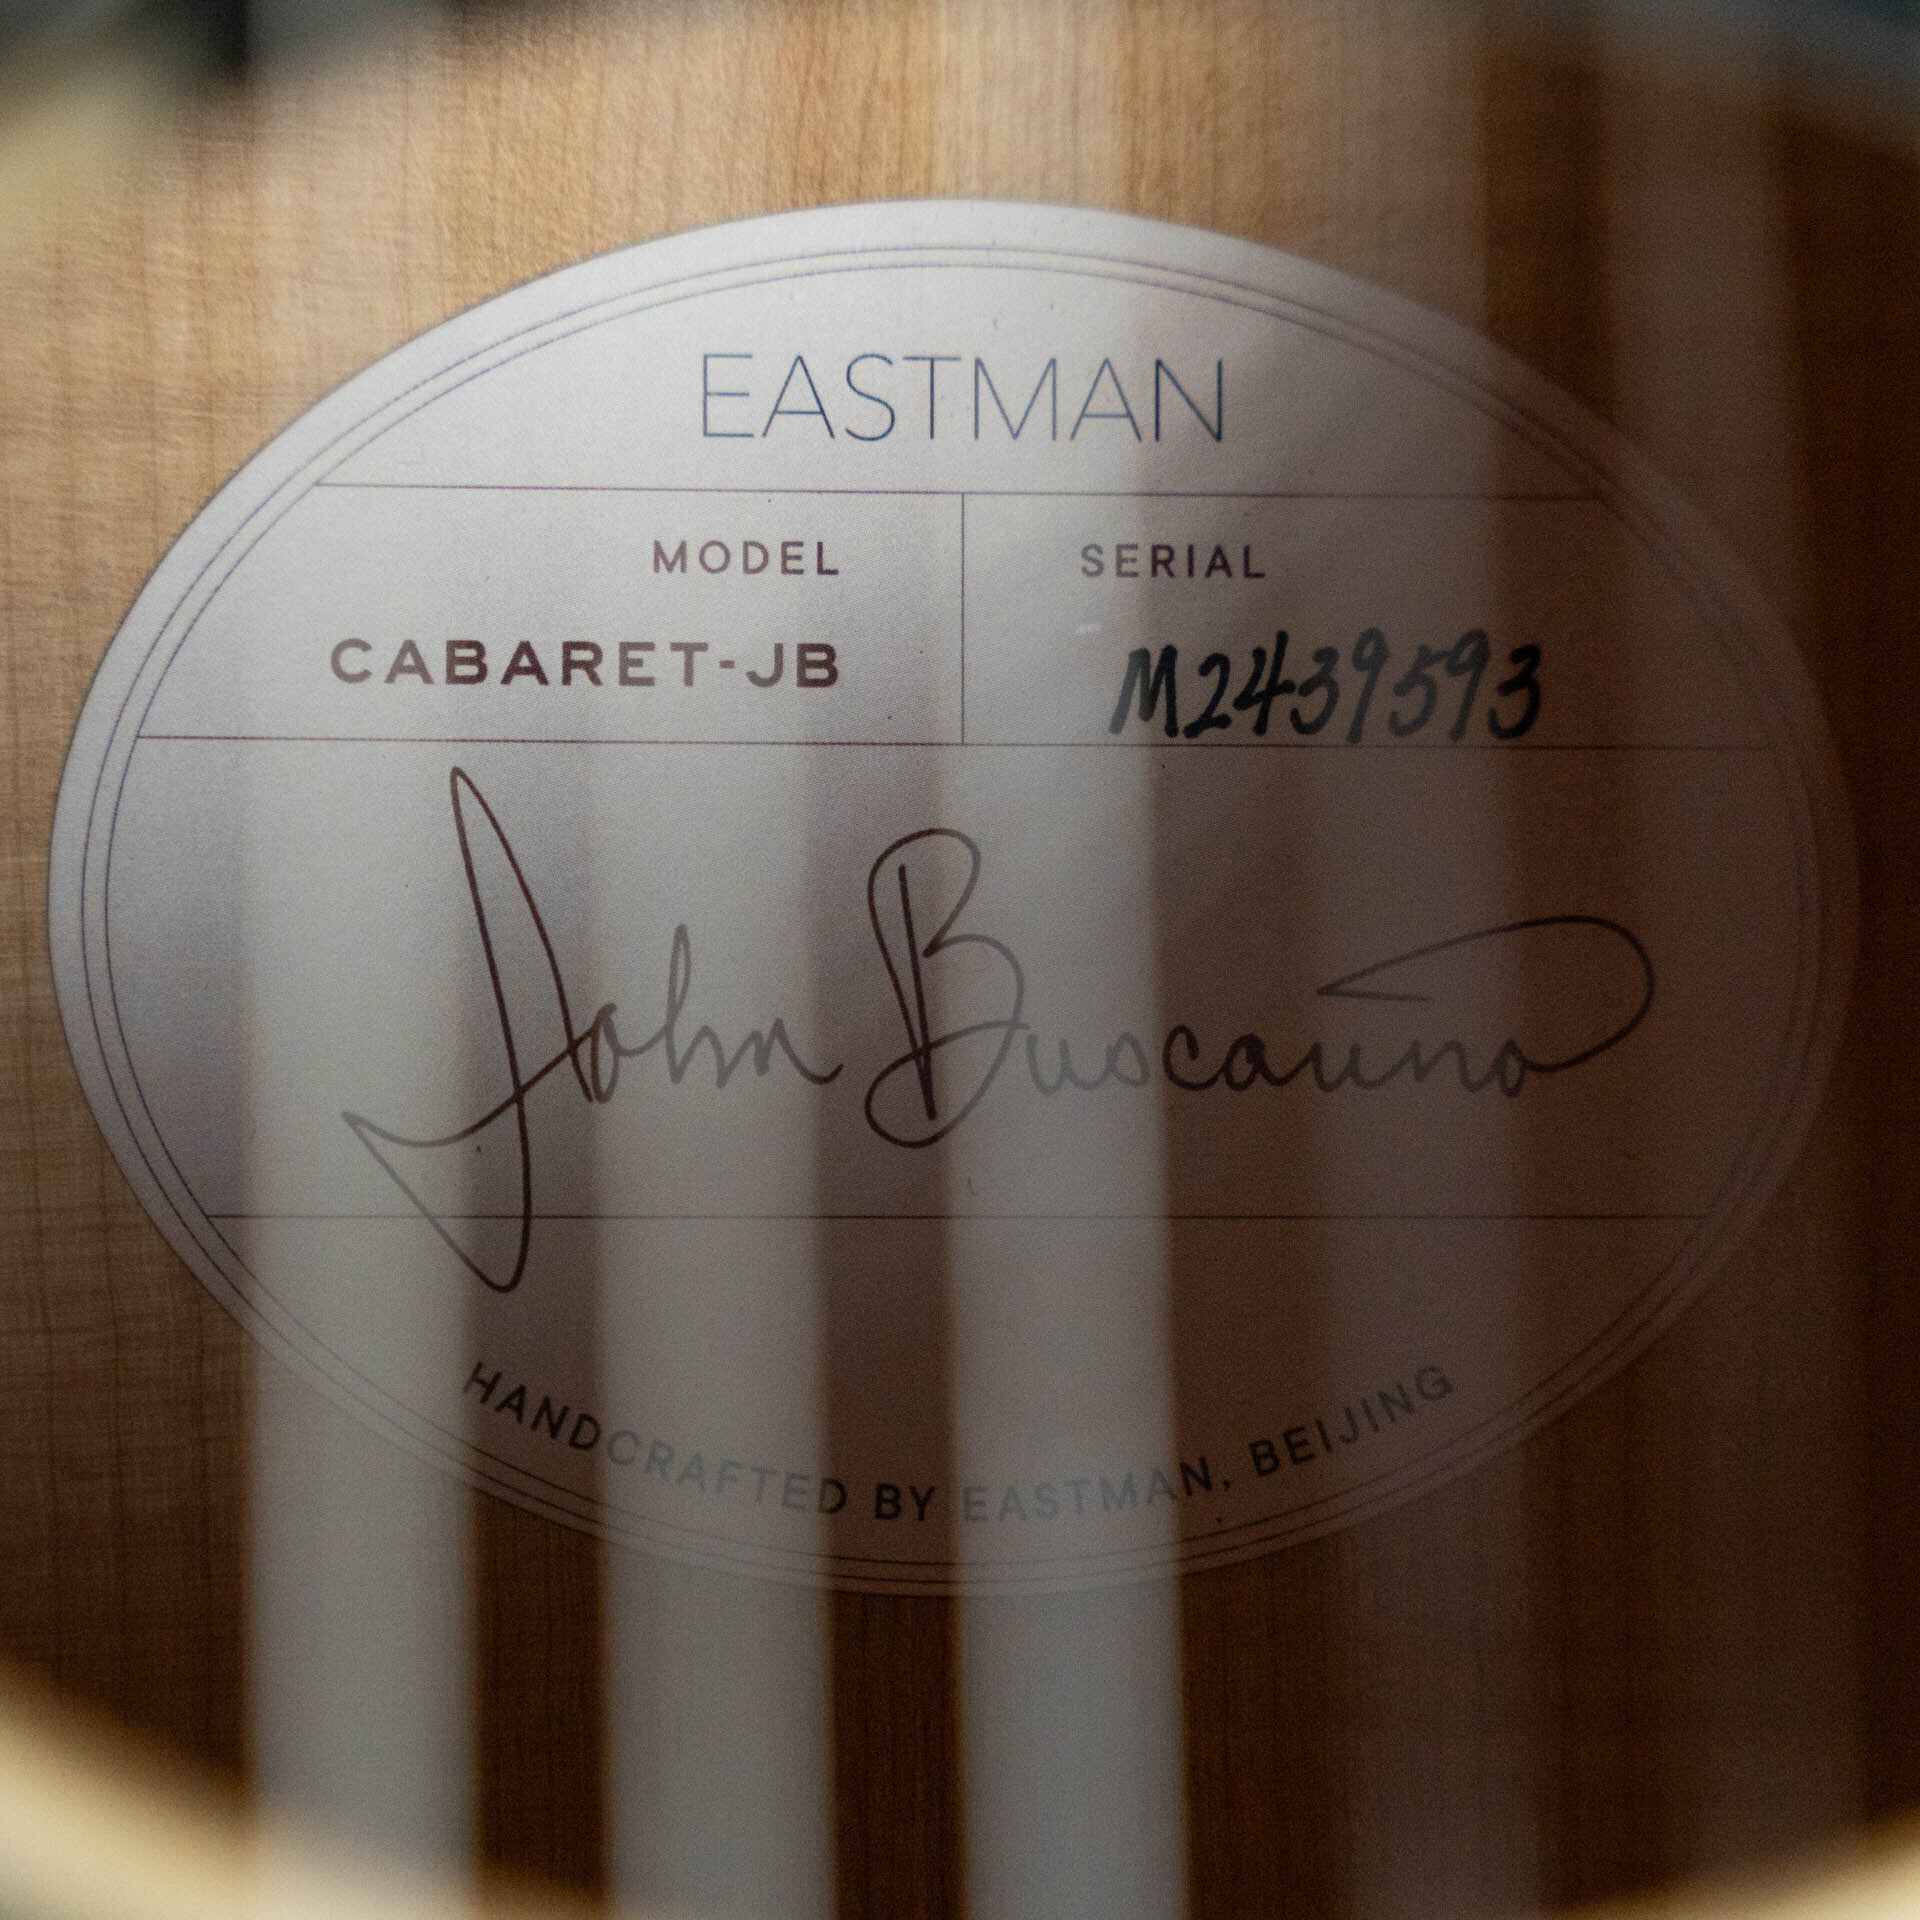 EASTMAN
MODEL
SERIAL
CABARET-JB
M2439593
John Buscarino
HANDCRAFTED BY EASTMAN, BEIJING